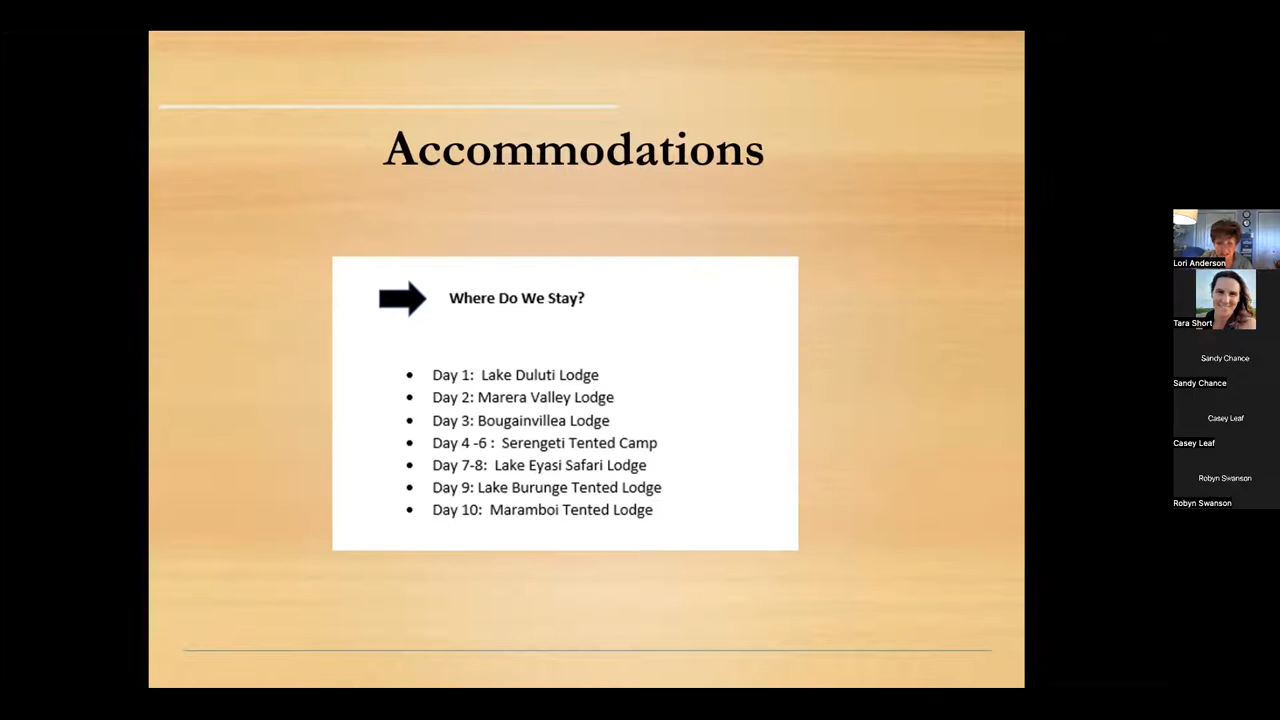 Accommodations
Where Do We Stay?
• Day 1: Lake Duluti Lodge
• Day 2: Marera Valley Lodge
• Day 3: Bougainvillea Lodge
• Day 4 -6 : Serengeti Tented Camp
• Day 7-8: Lake Eyasi Safari Lodge
• Day 9: Lake Burunge Tented Lodge
• Day 10: Maramboi Tented Lodge
Lori Anderson
Tara Short
Sandy Chance
Sandy Chance
Casey Leaf
Casey Leaf
Robyn Swanson
Robyn Swanson